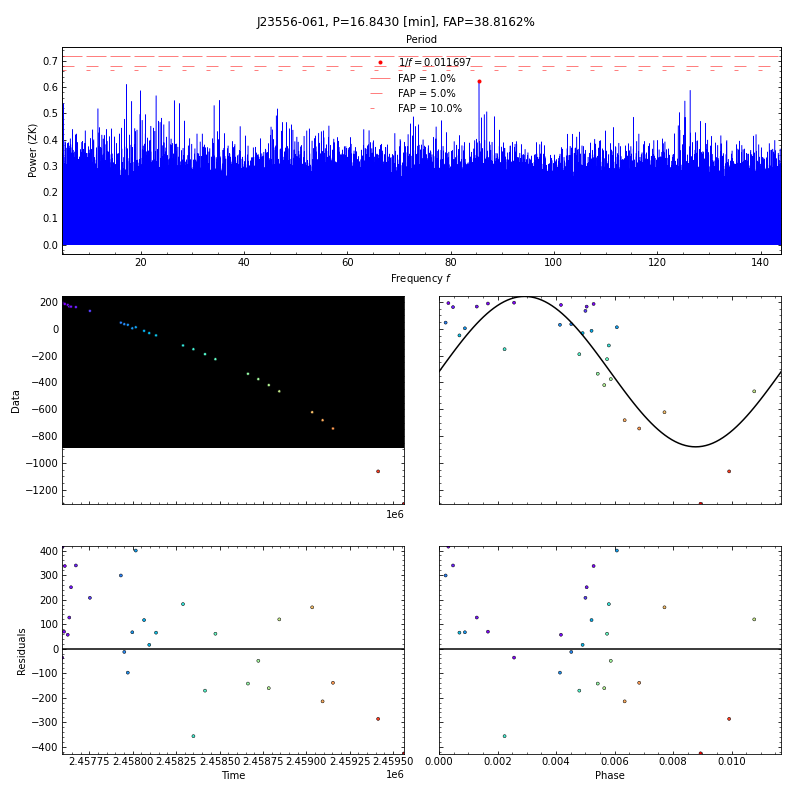 J23556-061, P=16.8430 [min], FAP=38.8162%
Period
1/f = 0.011697
FAP = 1.0%
FAP = 5.0%
FAP = 10.0%
Power (ZK)
0.7
0.6
0.5
0.4
0.3
0.2
0.1
0.0
20 40 60 80 100 120 140
Frequency f
Data
200
0
−200
−400
−600
−800
−1000
−1200
1e6
Residuals
400
300
200
100
0
−100
−200
−300
−400
2.45775 2.45800 2.45825 2.45850 2.45875 2.45900 2.45925 2.45950
1e6
Time
0.000 0.002 0.004 0.006 0.008 0.010
Phase